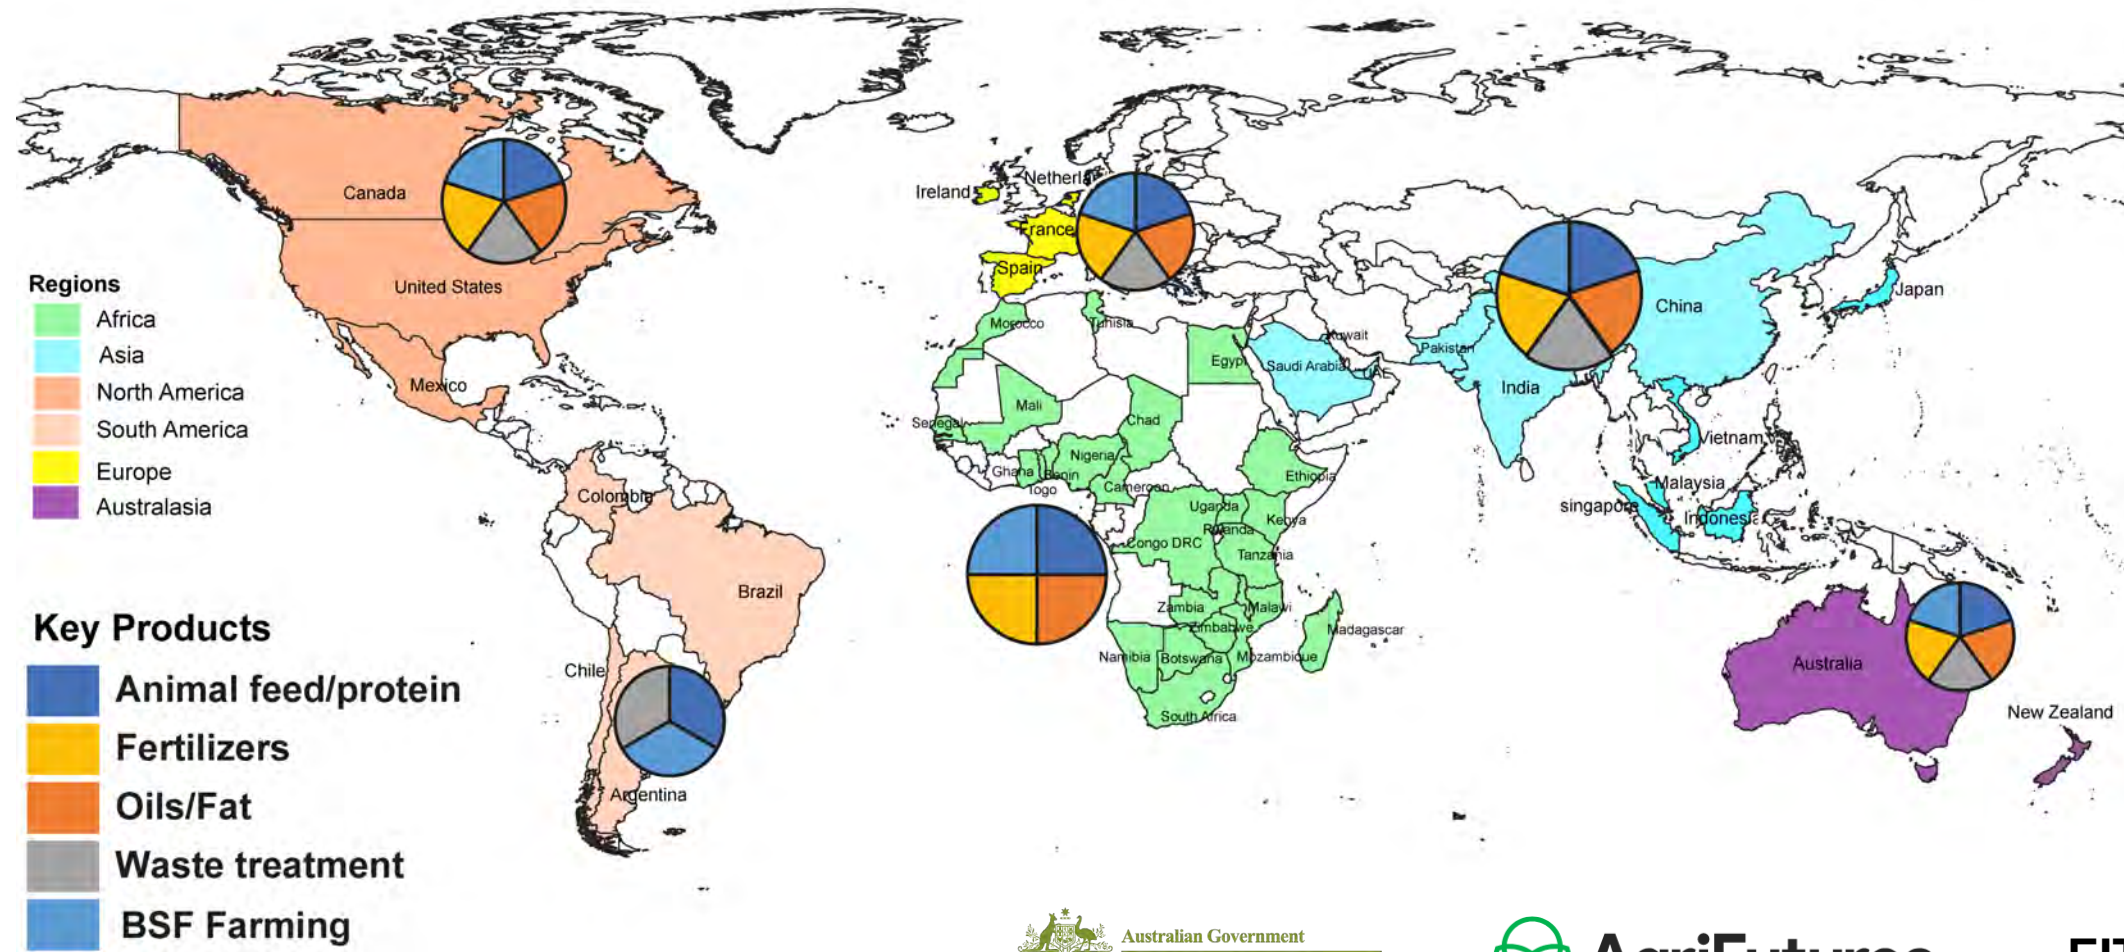 Canada
United States
Mexico
Ireland
France
Spain
Morocco
Tunisia
Egypt
Mali
Senegal
Chad
Nigeria
Ghana
Benin
Togo
Cameroon
Ethiopia
Uganda
Kenya
Rwanda
Congo DRC
Tanzania
Zambia
Malawi
Zimbabwe
Madagascar
Namibia
Botswana
Mozambique
South Africa
Kuwait
Saudi Arabia
UAE
Pakistan
India
China
Japan
Vietnam
Malaysia
singapore
Indonesia
Australia
New Zealand
Colombia
Brazil
Chile
Argentina
Regions
Africa
Asia
North America
South America
Europe
Australasia
Key Products
Animal feed/protein
Fertilizers
Oils/Fat
Waste treatment
BSF Farming
Australian Government
AgriFutures